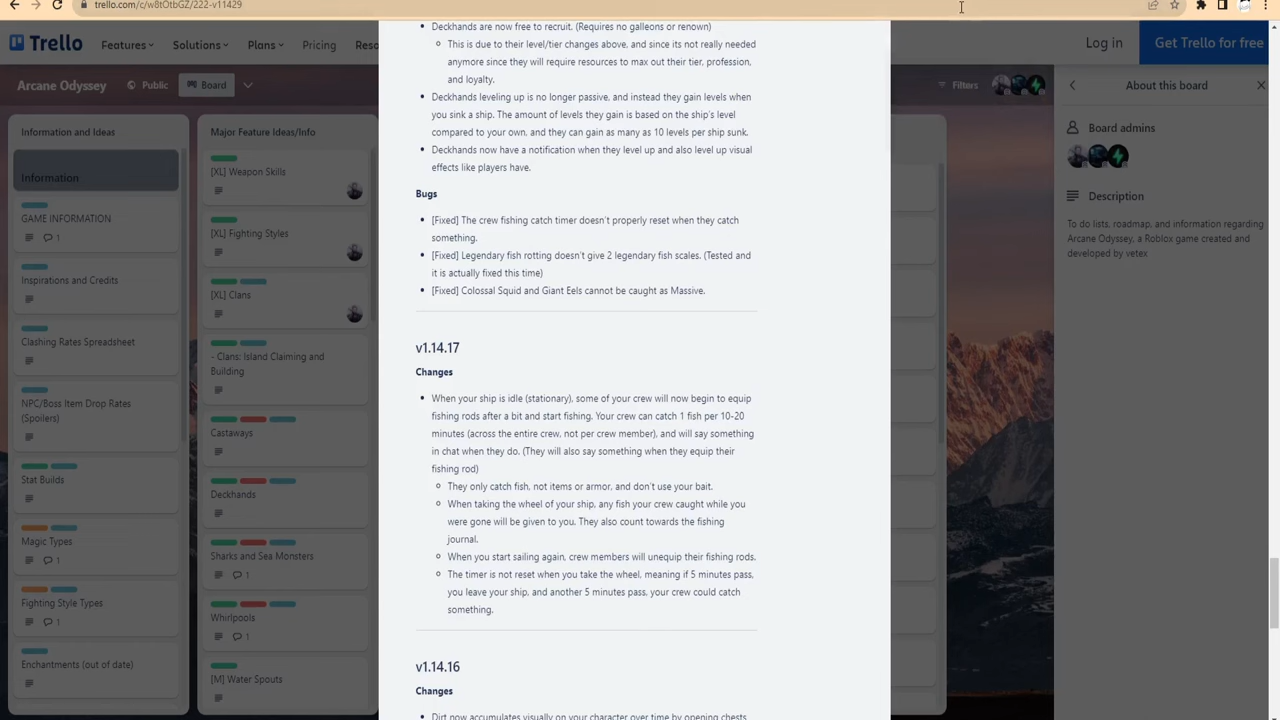 trello.com/c/w8tOtbGZ/222-v11429
Trello
Features
Solutions
Plans
Pricing
Log in
Get Trello for free
Arcane Odyssey
Public
Board
Filters
Information and Ideas
Information
GAME INFORMATION
1
Inspirations and Credits
Clashing Rates Spreadsheet
NPC/Boss Item Drop Rates
(Spoilers)
Stat Builds
Magic Types
1
Fighting Style Types
Enchantments (out of date)
Major Feature Ideas/Info
[XL] Weapon Skills
[XL] Fighting Styles
[XL] Clans
- Clans: Island Claiming and
Building
Castaways
Deckhands
Sharks and Sea Monsters
1
Whirlpools
1
[M] Water Spouts
Deckhands are now free to recruit. (Requires no galleons or renown)
This is due to their level/tier changes above, and since its not really needed
anymore since they will require resources to max out their tier, profession,
and loyalty.
Deckhands leveling up is no longer passive, and instead they gain levels when
you sink a ship. The amount of levels they gain is based on the ship's level
compared to your own, and they can gain as many as 10 levels per ship sunk.
Deckhands now have a notification when they level up and also level up visual
effects like players have.
Bugs
[Fixed] The crew fishing catch timer doesn't properly reset when they catch
something.
[Fixed] Legendary fish rotting doesn't give 2 legendary fish scales. (Tested and
it is actually fixed this time)
[Fixed] Colossal Squid and Giant Eels cannot be caught as Massive.
v1.14.17
Changes
When your ship is idle (stationary), some of your crew will now begin to equip
fishing rods after a bit and start fishing. Your crew can catch 1 fish per 10-20
minutes (across the entire crew, not per crew member), and will say something
in chat when they do. (They will also say something when they equip their
fishing rod)
They only catch fish, not items or armor, and don't use your bait.
When taking the wheel of your ship, any fish your crew caught while you
were gone will be given to you. They also count towards the fishing
journal.
When you start sailing again, crew members will unequip their fishing rods.
The timer is not reset when you take the wheel, meaning if 5 minutes pass,
you leave your ship, and another 5 minutes pass, your crew could catch
something.
v1.14.16
Changes
Dirt now accumulates visually on your character over time by opening chests
About this board
Board admins
Description
To do lists, roadmap, and information regarding
Arcane Odyssey, a Roblox game created and
developed by vetex